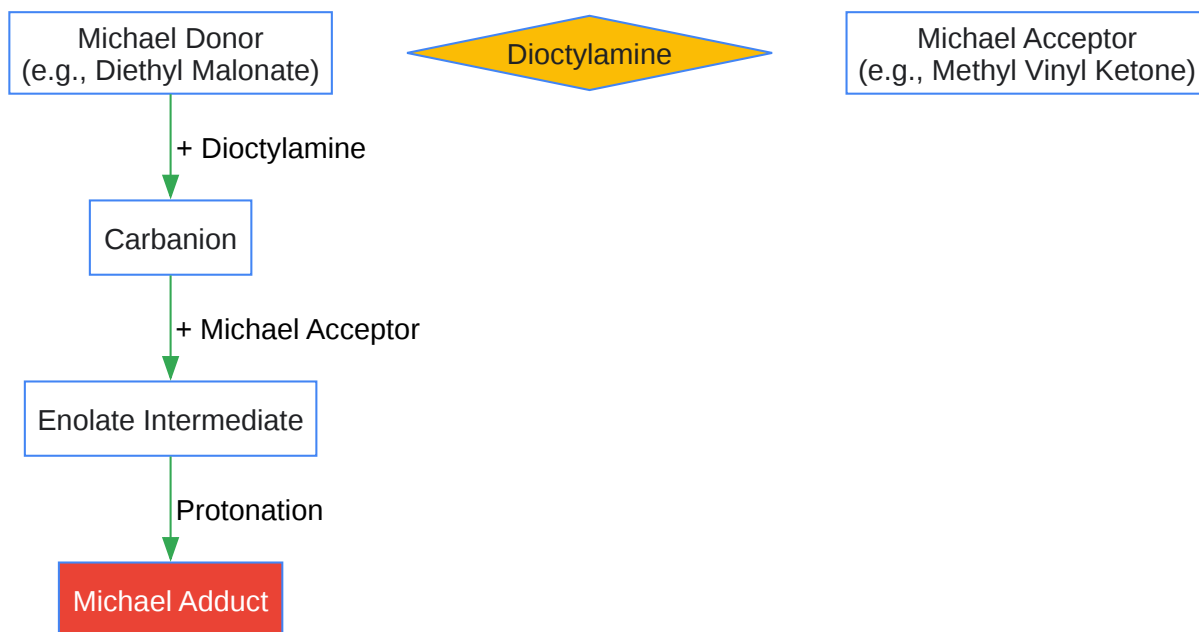 Michael Donor
(e.g., Diethyl Malonate)
Dioctylamine
Michael Acceptor
(e.g., Methyl Vinyl Ketone)
+ Dioctylamine
Carbanion
+ Michael Acceptor
Enolate Intermediate
Protonation
Michael Adduct